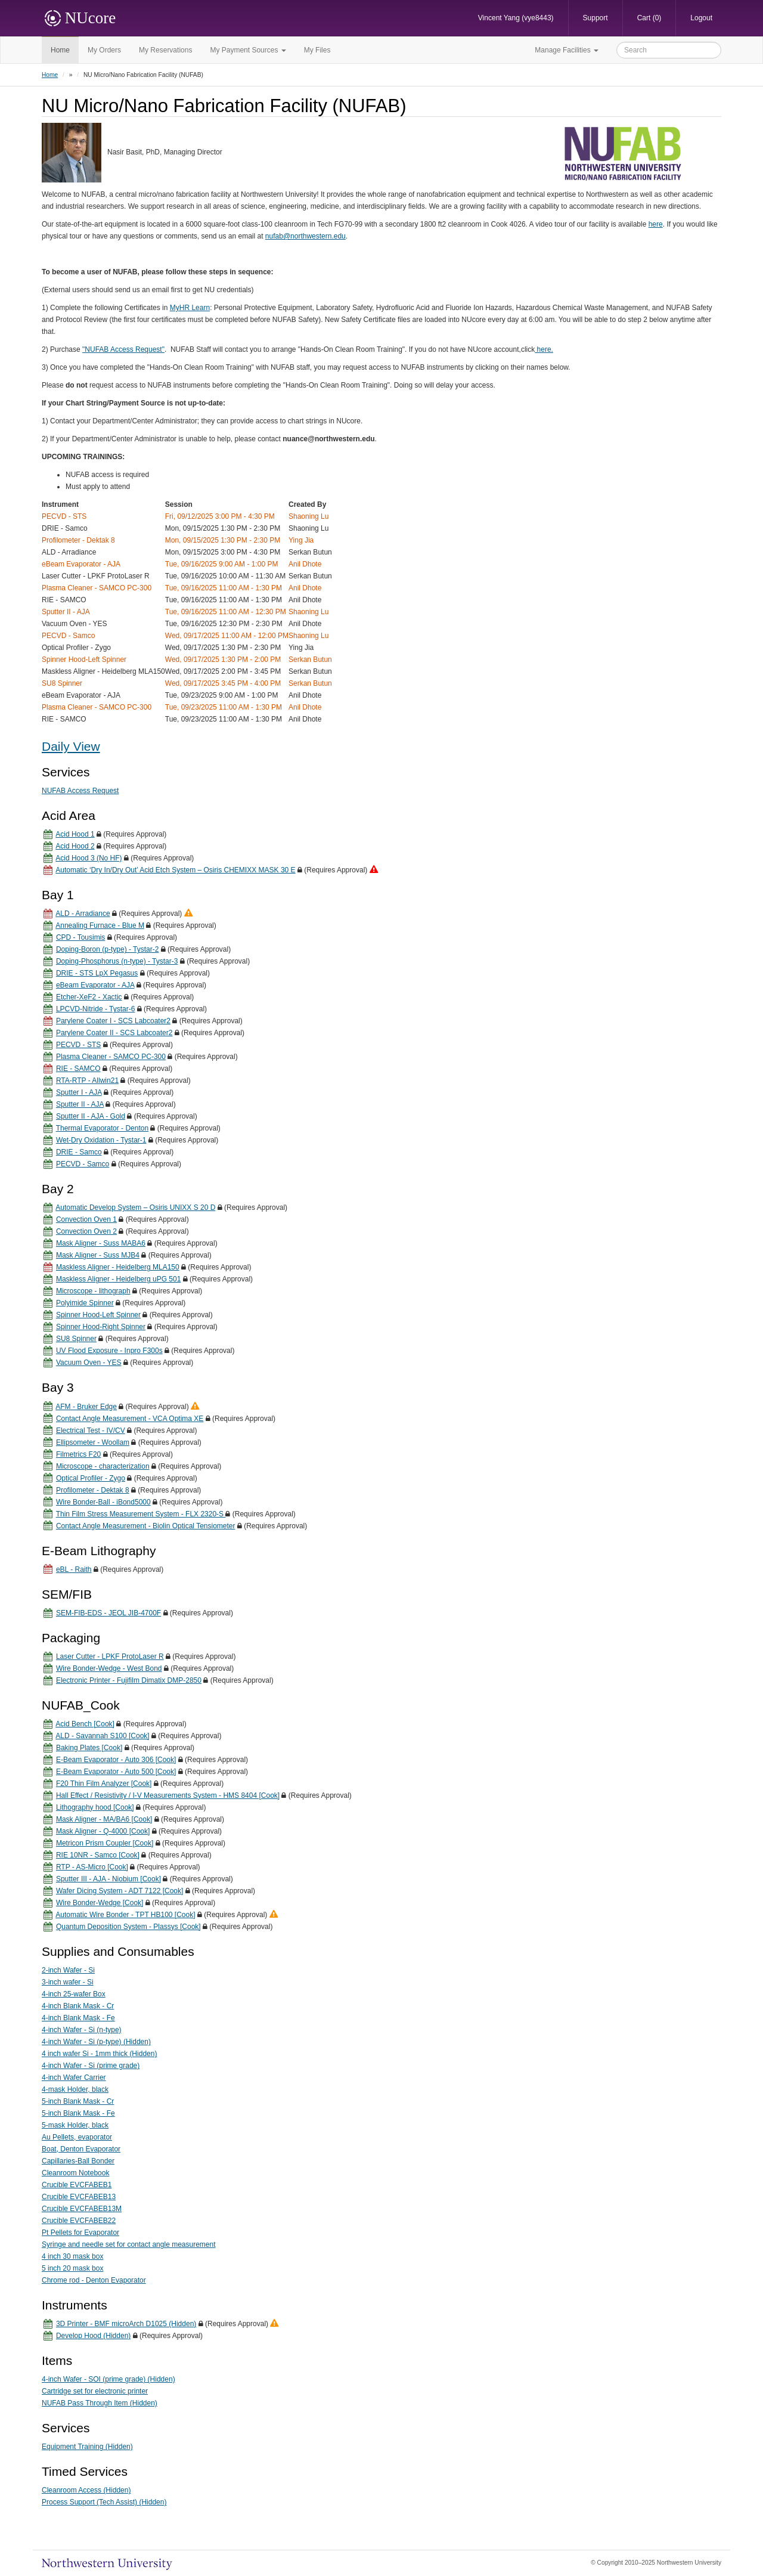 NUcore
Vincent Yang (vye8443)
Support
Cart (0)
Logout
Home
My Orders
My Reservations
My Payment Sources
My Files
Manage Facilities
Search
Home / » / NU Micro/Nano Fabrication Facility (NUFAB)
NU Micro/Nano Fabrication Facility (NUFAB)
Nasir Basit, PhD, Managing Director
NUFAB
NORTHWESTERN UNIVERSITY
MICRO/NANO FABRICATION FACILITY
Welcome to NUFAB, a central micro/nano fabrication facility at Northwestern University! It provides the whole range of nanofabrication equipment and technical expertise to Northwestern as well as other academic
and industrial researchers. We support research in all areas of science, engineering, medicine, and interdisciplinary fields. We are a growing facility with a capability to accommodate research in new directions.
Our state-of-the-art equipment is located in a 6000 square-foot class-100 cleanroom in Tech FG70-99 with a secondary 1800 ft2 cleanroom in Cook 4026. A video tour of our facility is available here. If you would like
physical tour or have any questions or comments, send us an email at nufab@northwestern.edu.
To become a user of NUFAB, please follow these steps in sequence:
(External users should send us an email first to get NU credentials)
1) Complete the following Certificates in MyHR Learn: Personal Protective Equipment, Laboratory Safety, Hydrofluoric Acid and Fluoride Ion Hazards, Hazardous Chemical Waste Management, and NUFAB Safety
and Protocol Review (the first four certificates must be completed before NUFAB Safety). New Safety Certificate files are loaded into NUcore every day at 6:00 am. You will be able to do step 2 below anytime after
that.
2) Purchase "NUFAB Access Request". NUFAB Staff will contact you to arrange "Hands-On Clean Room Training". If you do not have NUcore account,click here.
3) Once you have completed the "Hands-On Clean Room Training" with NUFAB staff, you may request access to NUFAB instruments by clicking on their names below.
Please do not request access to NUFAB instruments before completing the "Hands-On Clean Room Training". Doing so will delay your access.
If your Chart String/Payment Source is not up-to-date:
1) Contact your Department/Center Administrator; they can provide access to chart strings in NUcore.
2) If your Department/Center Administrator is unable to help, please contact nuance@northwestern.edu.
UPCOMING TRAININGS:
• NUFAB access is required
• Must apply to attend
Instrument Session Created By
PECVD - STS Fri, 09/12/2025 3:00 PM - 4:30 PM Shaoning Lu
DRIE - Samco Mon, 09/15/2025 1:30 PM - 2:30 PM Shaoning Lu
Profilometer - Dektak 8 Mon, 09/15/2025 1:30 PM - 2:30 PM Ying Jia
ALD - Arradiance Mon, 09/15/2025 3:00 PM - 4:30 PM Serkan Butun
eBeam Evaporator - AJA Tue, 09/16/2025 9:00 AM - 1:00 PM Anil Dhote
Laser Cutter - LPKF ProtoLaser R Tue, 09/16/2025 10:00 AM - 11:30 AM Serkan Butun
Plasma Cleaner - SAMCO PC-300 Tue, 09/16/2025 11:00 AM - 1:30 PM Anil Dhote
RIE - SAMCO Tue, 09/16/2025 11:00 AM - 1:30 PM Anil Dhote
Sputter II - AJA Tue, 09/16/2025 11:00 AM - 12:30 PM Shaoning Lu
Vacuum Oven - YES Tue, 09/16/2025 12:30 PM - 2:30 PM Anil Dhote
PECVD - Samco Wed, 09/17/2025 11:00 AM - 12:00 PM Shaoning Lu
Optical Profiler - Zygo Wed, 09/17/2025 1:30 PM - 2:30 PM Ying Jia
Spinner Hood-Left Spinner Wed, 09/17/2025 1:30 PM - 2:00 PM Serkan Butun
Maskless Aligner - Heidelberg MLA150 Wed, 09/17/2025 2:00 PM - 3:45 PM Serkan Butun
SU8 Spinner Wed, 09/17/2025 3:45 PM - 4:00 PM Serkan Butun
eBeam Evaporator - AJA Tue, 09/23/2025 9:00 AM - 1:00 PM Anil Dhote
Plasma Cleaner - SAMCO PC-300 Tue, 09/23/2025 11:00 AM - 1:30 PM Anil Dhote
RIE - SAMCO Tue, 09/23/2025 11:00 AM - 1:30 PM Anil Dhote
Daily View
Services
NUFAB Access Request
Acid Area
Acid Hood 1 (Requires Approval)
Acid Hood 2 (Requires Approval)
Acid Hood 3 (No HF) (Requires Approval)
Automatic 'Dry In/Dry Out' Acid Etch System – Osiris CHEMIXX MASK 30 E (Requires Approval)
Bay 1
ALD - Arradiance (Requires Approval)
Annealing Furnace - Blue M (Requires Approval)
CPD - Tousimis (Requires Approval)
Doping-Boron (p-type) - Tystar-2 (Requires Approval)
Doping-Phosphorus (n-type) - Tystar-3 (Requires Approval)
DRIE - STS LpX Pegasus (Requires Approval)
eBeam Evaporator - AJA (Requires Approval)
Etcher-XeF2 - Xactic (Requires Approval)
LPCVD-Nitride - Tystar-6 (Requires Approval)
Parylene Coater I - SCS Labcoater2 (Requires Approval)
Parylene Coater II - SCS Labcoater2 (Requires Approval)
PECVD - STS (Requires Approval)
Plasma Cleaner - SAMCO PC-300 (Requires Approval)
RIE - SAMCO (Requires Approval)
RTA-RTP - Allwin21 (Requires Approval)
Sputter I - AJA (Requires Approval)
Sputter II - AJA (Requires Approval)
Sputter II - AJA - Gold (Requires Approval)
Thermal Evaporator - Denton (Requires Approval)
Wet-Dry Oxidation - Tystar-1 (Requires Approval)
DRIE - Samco (Requires Approval)
PECVD - Samco (Requires Approval)
Bay 2
Automatic Develop System – Osiris UNIXX S 20 D (Requires Approval)
Convection Oven 1 (Requires Approval)
Convection Oven 2 (Requires Approval)
Mask Aligner - Suss MABA6 (Requires Approval)
Mask Aligner - Suss MJB4 (Requires Approval)
Maskless Aligner - Heidelberg MLA150 (Requires Approval)
Maskless Aligner - Heidelberg uPG 501 (Requires Approval)
Microscope - lithograph (Requires Approval)
Polyimide Spinner (Requires Approval)
Spinner Hood-Left Spinner (Requires Approval)
Spinner Hood-Right Spinner (Requires Approval)
SU8 Spinner (Requires Approval)
UV Flood Exposure - Inpro F300s (Requires Approval)
Vacuum Oven - YES (Requires Approval)
Bay 3
AFM - Bruker Edge (Requires Approval)
Contact Angle Measurement - VCA Optima XE (Requires Approval)
Electrical Test - IV/CV (Requires Approval)
Ellipsometer - Woollam (Requires Approval)
Filmetrics F20 (Requires Approval)
Microscope - characterization (Requires Approval)
Optical Profiler - Zygo (Requires Approval)
Profilometer - Dektak 8 (Requires Approval)
Wire Bonder-Ball - iBond5000 (Requires Approval)
Thin Film Stress Measurement System - FLX 2320-S (Requires Approval)
Contact Angle Measurement - Biolin Optical Tensiometer (Requires Approval)
E-Beam Lithography
eBL - Raith (Requires Approval)
SEM/FIB
SEM-FIB-EDS - JEOL JIB-4700F (Requires Approval)
Packaging
Laser Cutter - LPKF ProtoLaser R (Requires Approval)
Wire Bonder-Wedge - West Bond (Requires Approval)
Electronic Printer - Fujifilm Dimatix DMP-2850 (Requires Approval)
NUFAB_Cook
Acid Bench [Cook] (Requires Approval)
ALD - Savannah S100 [Cook] (Requires Approval)
Baking Plates [Cook] (Requires Approval)
E-Beam Evaporator - Auto 306 [Cook] (Requires Approval)
E-Beam Evaporator - Auto 500 [Cook] (Requires Approval)
F20 Thin Film Analyzer [Cook] (Requires Approval)
Hall Effect / Resistivity / I-V Measurements System - HMS 8404 [Cook] (Requires Approval)
Lithography hood [Cook] (Requires Approval)
Mask Aligner - MA/BA6 [Cook] (Requires Approval)
Mask Aligner - Q-4000 [Cook] (Requires Approval)
Metricon Prism Coupler [Cook] (Requires Approval)
RIE 10NR - Samco [Cook] (Requires Approval)
RTP - AS-Micro [Cook] (Requires Approval)
Sputter III - AJA - Niobium [Cook] (Requires Approval)
Wafer Dicing System - ADT 7122 [Cook] (Requires Approval)
Wire Bonder-Wedge [Cook] (Requires Approval)
Automatic Wire Bonder - TPT HB100 [Cook] (Requires Approval)
Quantum Deposition System - Plassys [Cook] (Requires Approval)
Supplies and Consumables
2-inch Wafer - Si
3-inch wafer - Si
4-inch 25-wafer Box
4-inch Blank Mask - Cr
4-inch Blank Mask - Fe
4-inch Wafer - Si (n-type)
4-inch Wafer - Si (p-type) (Hidden)
4 inch wafer Si - 1mm thick (Hidden)
4-inch Wafer - Si (prime grade)
4-inch Wafer Carrier
4-mask Holder, black
5-inch Blank Mask - Cr
5-inch Blank Mask - Fe
5-mask Holder, black
Au Pellets, evaporator
Boat, Denton Evaporator
Capillaries-Ball Bonder
Cleanroom Notebook
Crucible EVCFABEB1
Crucible EVCFABEB13
Crucible EVCFABEB13M
Crucible EVCFABEB22
Pt Pellets for Evaporator
Syringe and needle set for contact angle measurement
4 inch 30 mask box
5 inch 20 mask box
Chrome rod - Denton Evaporator
Instruments
3D Printer - BMF microArch D1025 (Hidden) (Requires Approval)
Develop Hood (Hidden) (Requires Approval)
Items
4-inch Wafer - SOI (prime grade) (Hidden)
Cartridge set for electronic printer
NUFAB Pass Through Item (Hidden)
Services
Equipment Training (Hidden)
Timed Services
Cleanroom Access (Hidden)
Process Support (Tech Assist) (Hidden)
Northwestern University
© Copyright 2010–2025 Northwestern University